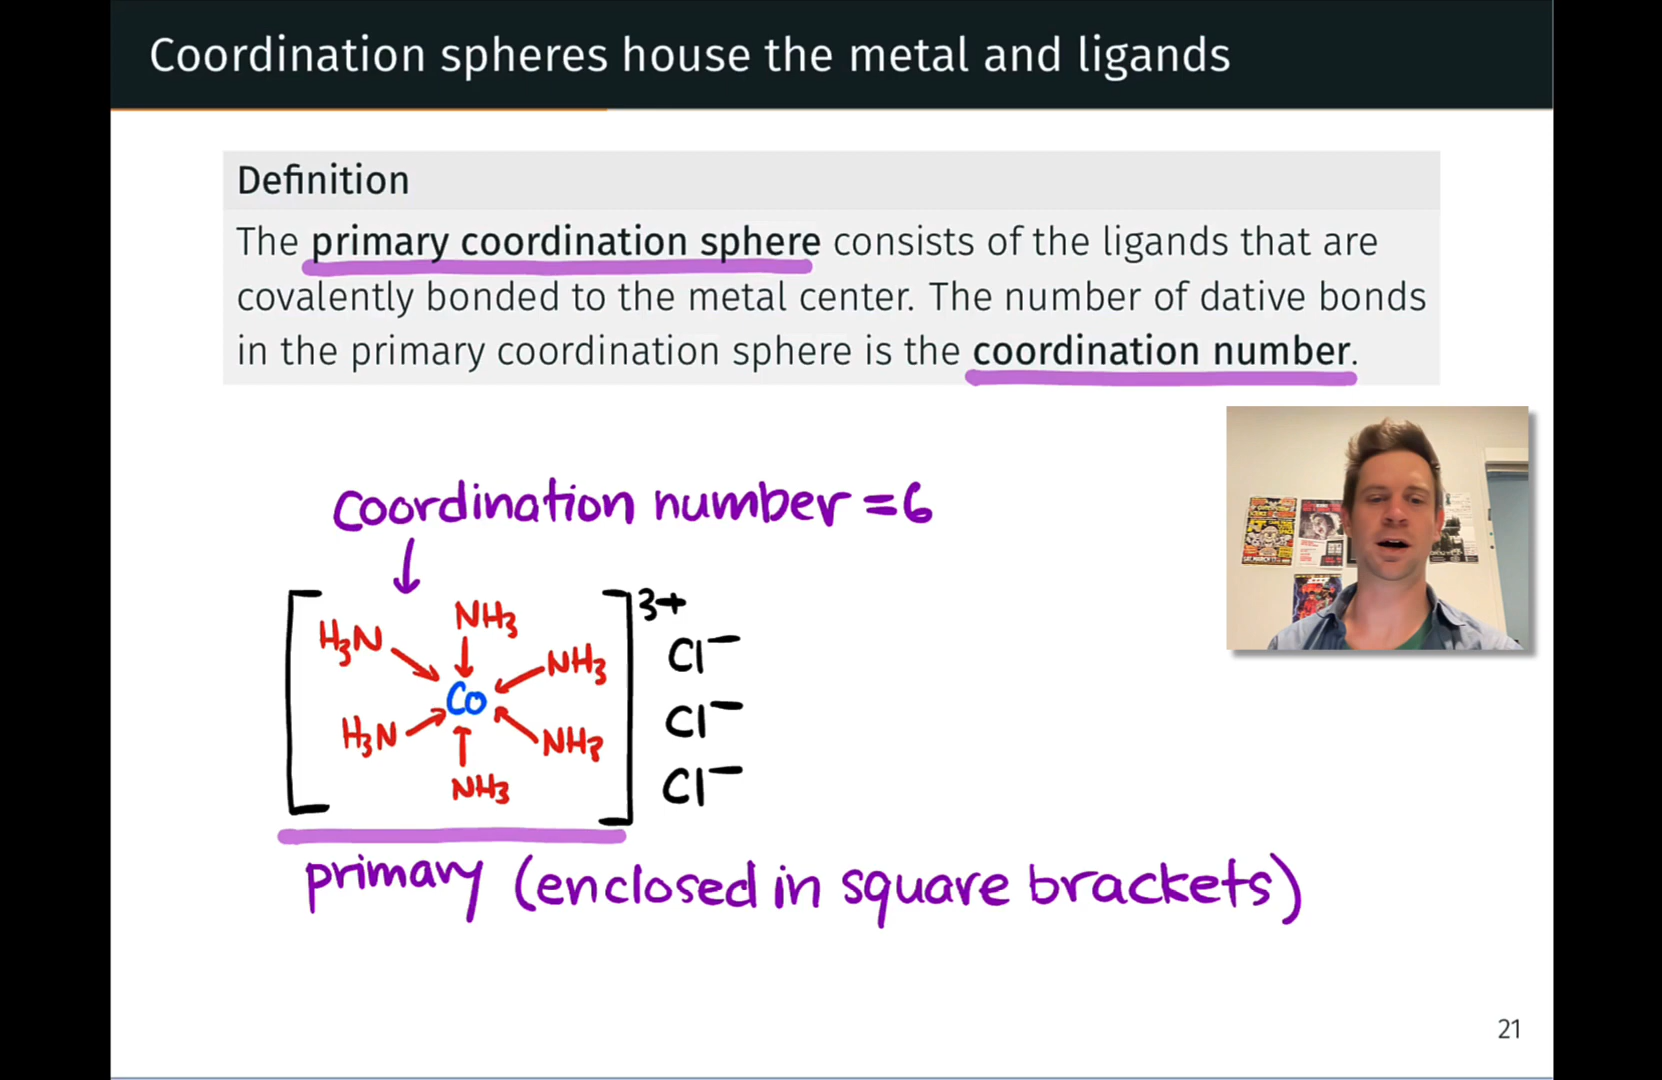 Coordination spheres house the metal and ligands
Definition
The primary coordination sphere consists of the ligands that are
covalently bonded to the metal center. The number of dative bonds
in the primary coordination sphere is the coordination number.
coordination number = 6
[ ]3+
NH3
H3N
NH3
Co
H3N
NH3
NH3
Cl−
Cl−
Cl−
primary (enclosed in square brackets)
21